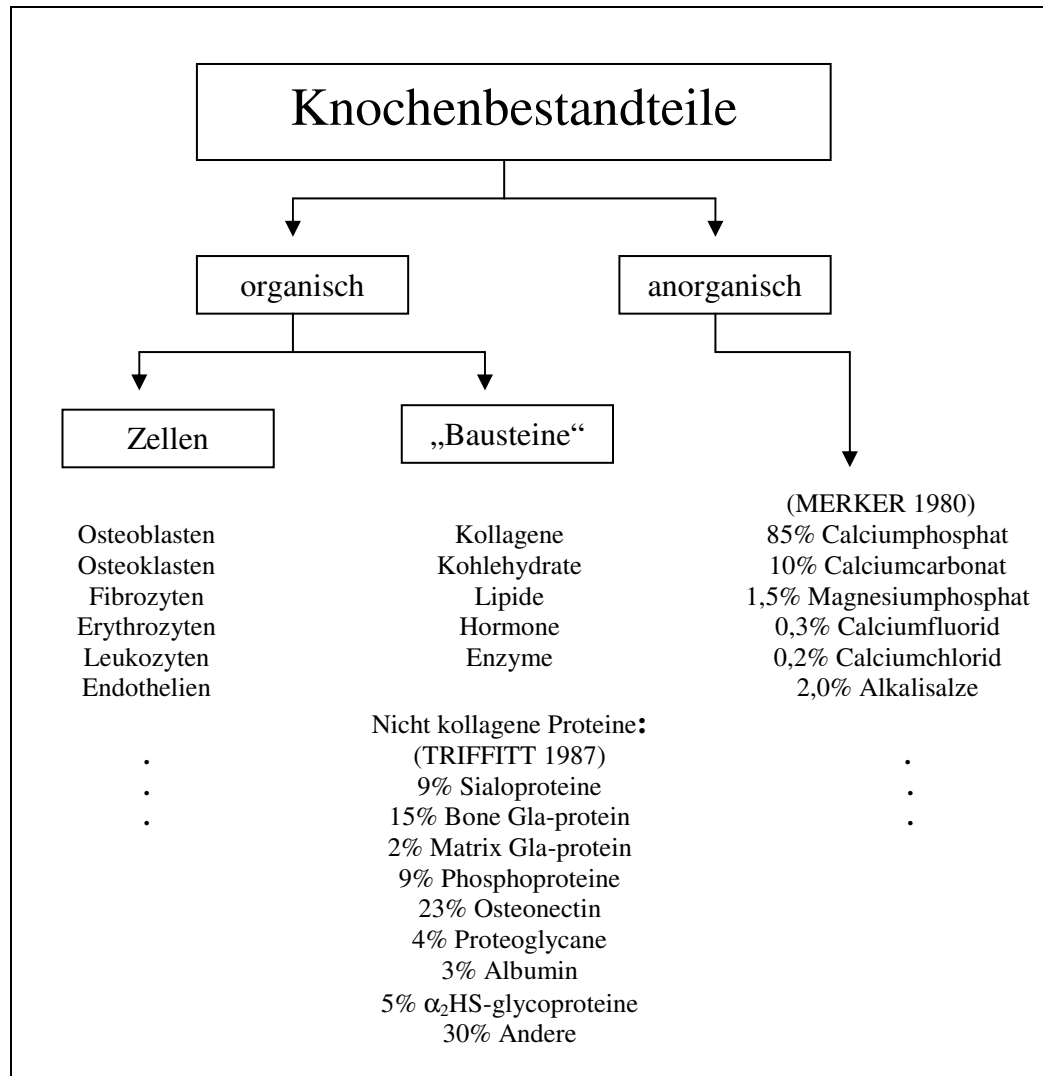 Knochenbestandteile
organisch
anorganisch
Zellen
„Bausteine“
Osteoblasten
Osteoklasten
Fibrozyten
Erythrozyten
Leukozyten
Endothelien
.
.
.
Kollagene
Kohlehydrate
Lipide
Hormone
Enzyme
Nicht kollagene Proteine:
(TRIFFITT 1987)
9% Sialoproteine
15% Bone Gla-protein
2% Matrix Gla-protein
9% Phosphoproteine
23% Osteonectin
4% Proteoglycane
3% Albumin
5% α₂HS-glycoproteine
30% Andere
(MERKER 1980)
85% Calciumphosphat
10% Calciumcarbonat
1,5% Magnesiumphosphat
0,3% Calciumfluorid
0,2% Calciumchlorid
2,0% Alkalisalze
.
.
.